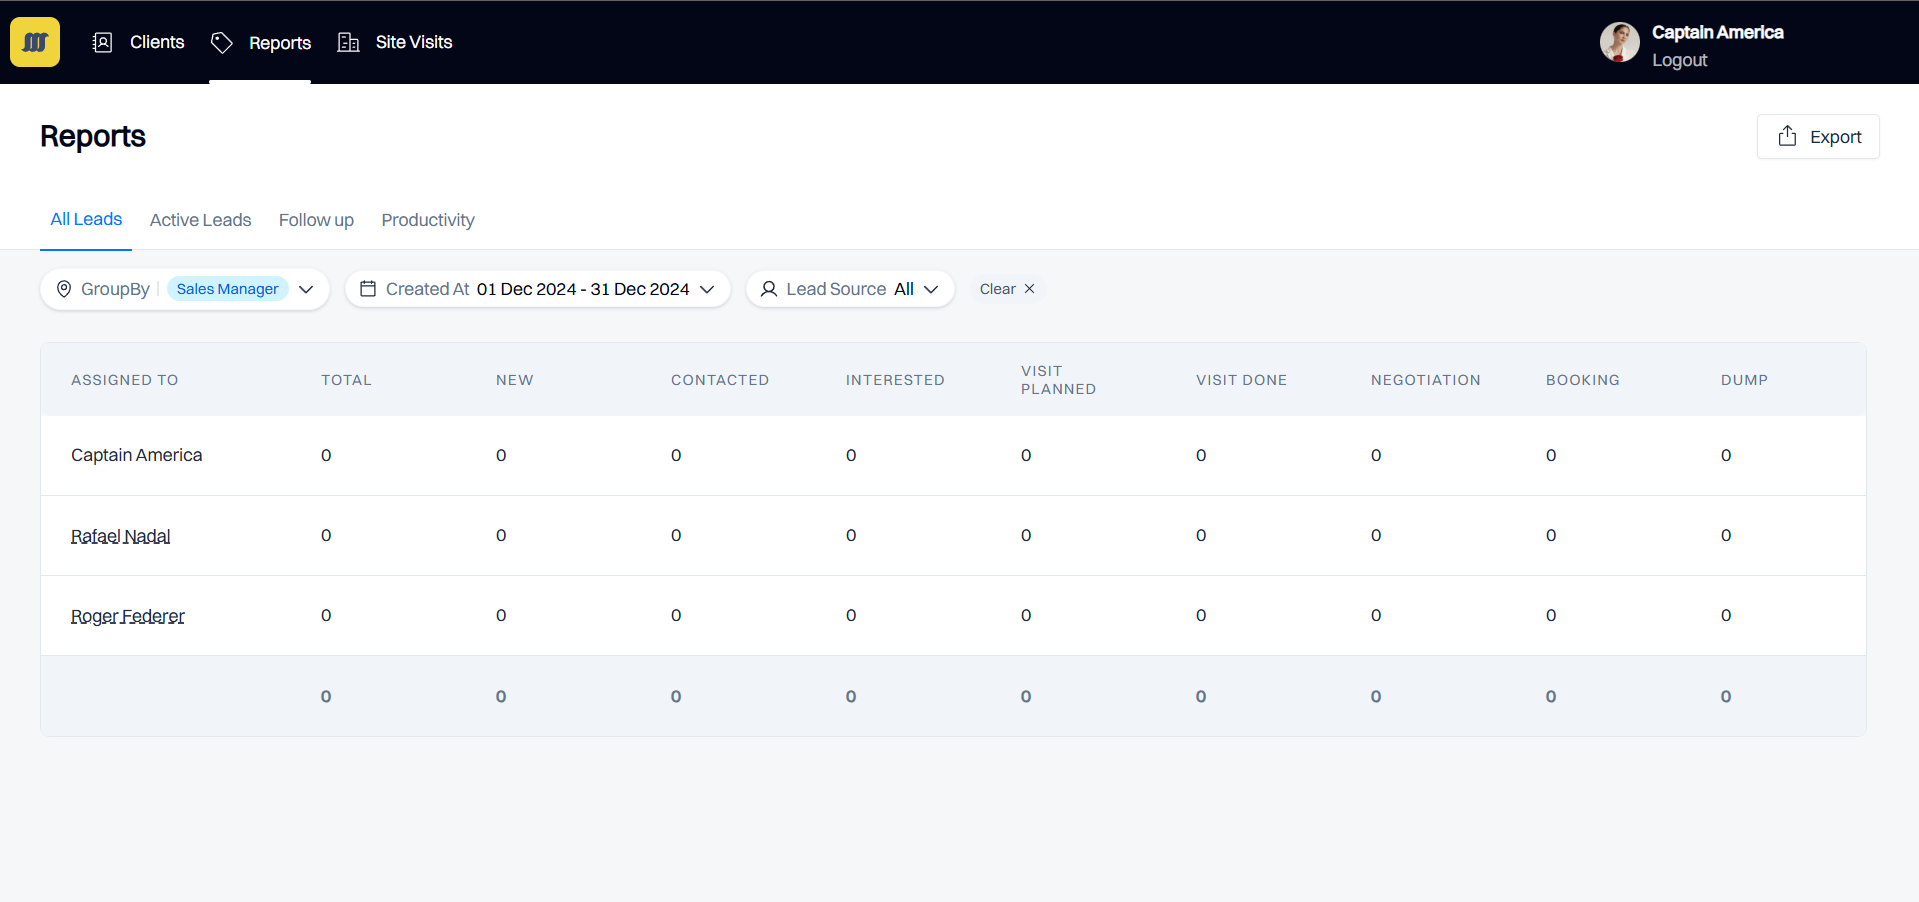 Clients Reports Site Visits
Captain America
Logout
Reports
Export
All Leads Active Leads Follow up Productivity
GroupBy Sales Manager Created At 01 Dec 2024 - 31 Dec 2024 Lead Source All Clear
ASSIGNED TO TOTAL NEW CONTACTED INTERESTED VISIT PLANNED VISIT DONE NEGOTIATION BOOKING DUMP
Captain America 0 0 0 0 0 0 0 0 0
Rafael Nadal 0 0 0 0 0 0 0 0 0
Roger Federer 0 0 0 0 0 0 0 0 0
0 0 0 0 0 0 0 0 0